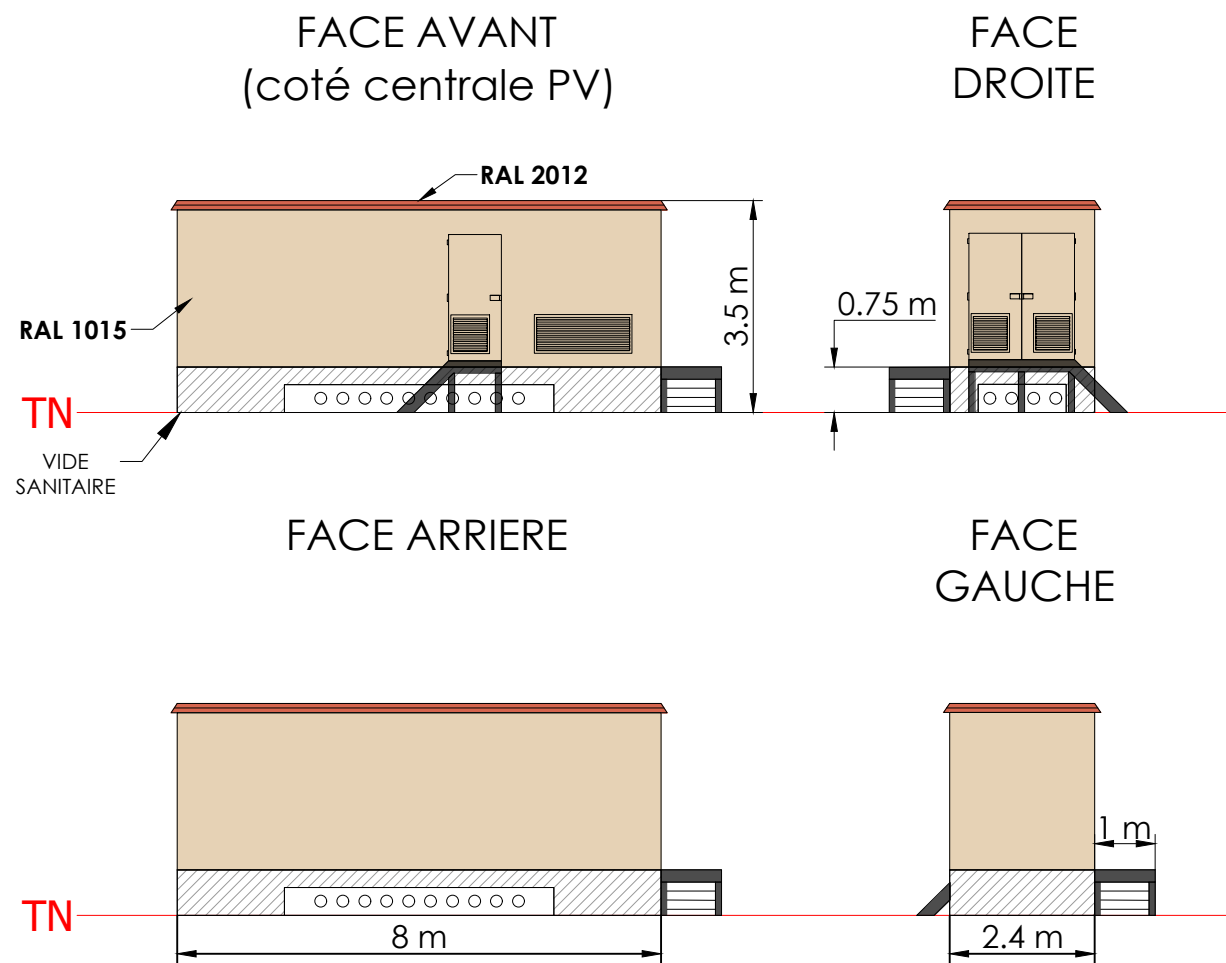 FACE AVANT
(coté centrale PV)
FACE
DROITE
RAL 2012
RAL 1015
3.5 m
0.75 m
TN
VIDE
SANITAIRE
FACE ARRIERE
FACE
GAUCHE
1 m
TN
8 m
2.4 m